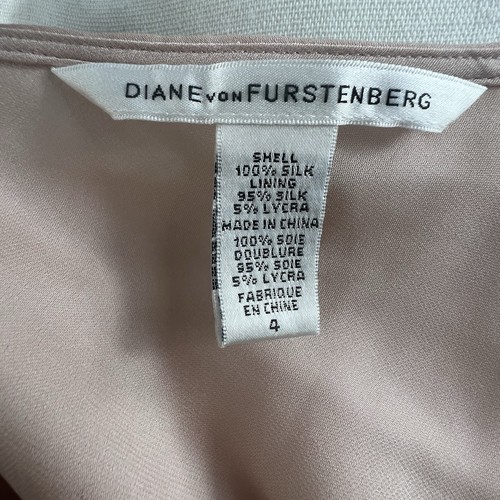 DIANE VON FURSTENBERG
SHELL
100% SILK
LINING
95% SILK
5% LYCRA
MADE IN CHINA
100% SOIE
DOUBLURE
95% SOIE
5% LYCRA
FABRIQUE
EN CHINE
4